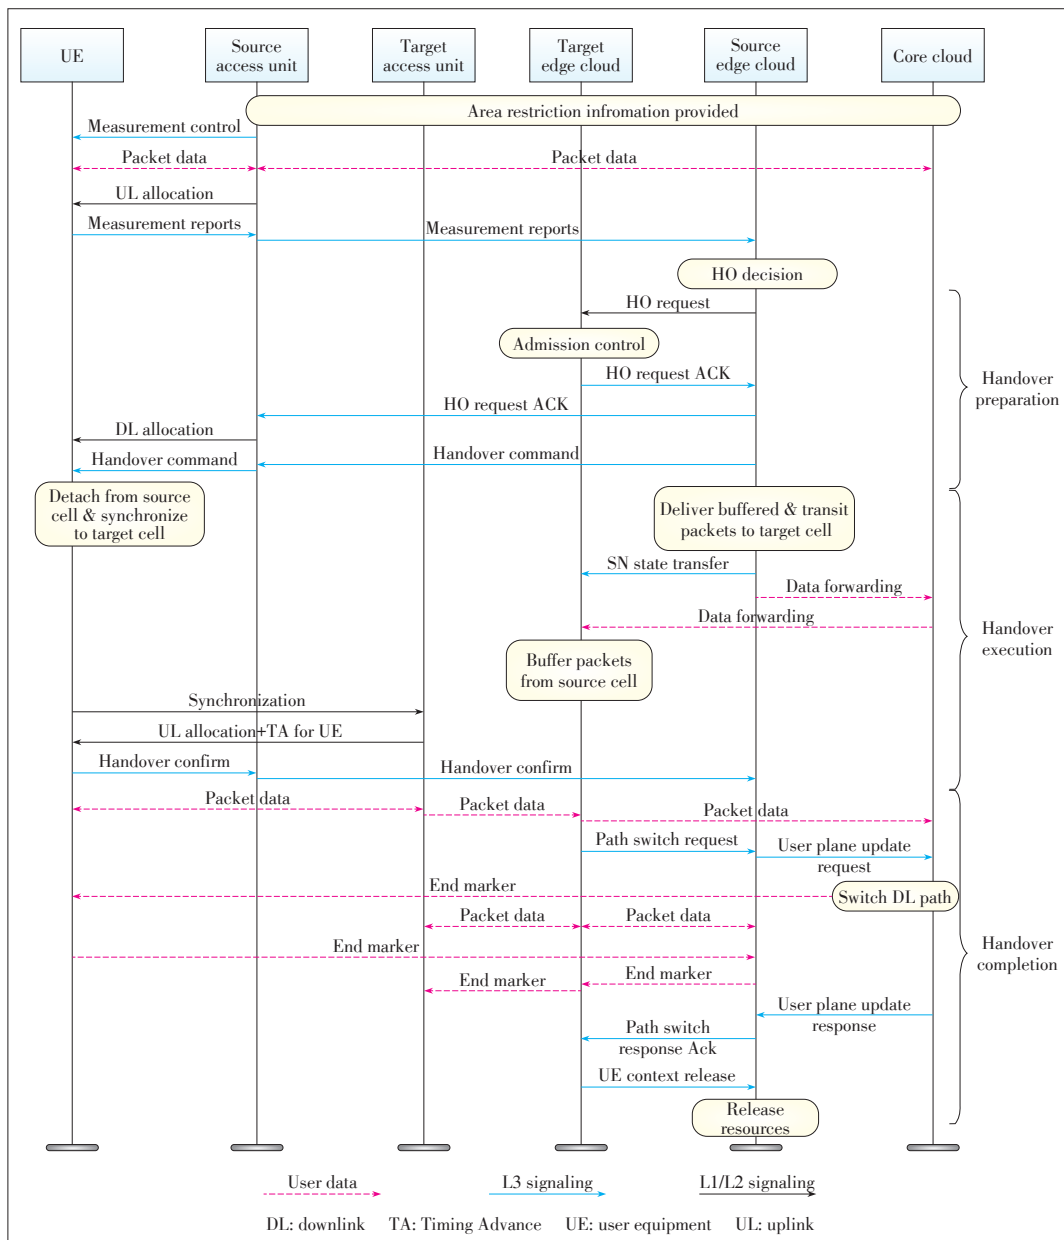 UE
Source
access unit
Target
access unit
Target
edge cloud
Source
edge cloud
Core cloud
Area restriction infromation provided
Measurement control
Packet data
Packet data
UL allocation
Measurement reports
Measurement reports
HO decision
HO request
Admission control
HO request ACK
HO request ACK
DL allocation
Handover command
Handover command
Handover
preparation
Detach from source
cell & synchronize
to target cell
Deliver buffered & transit
packets to target cell
SN state transfer
Data forwarding
Data forwarding
Buffer packets
from source cell
Handover
execution
Synchronization
UL allocation+TA for UE
Handover confirm
Handover confirm
Packet data
Packet data
Packet data
Path switch request
User plane update
request
End marker
Switch DL path
Packet data
Packet data
End marker
Handover
completion
End marker
End marker
User plane update
response
Path switch
response Ack
UE context release
Release
resources
User data
L3 signaling
L1/L2 signaling
DL: downlink TA: Timing Advance UE: user equipment UL: uplink